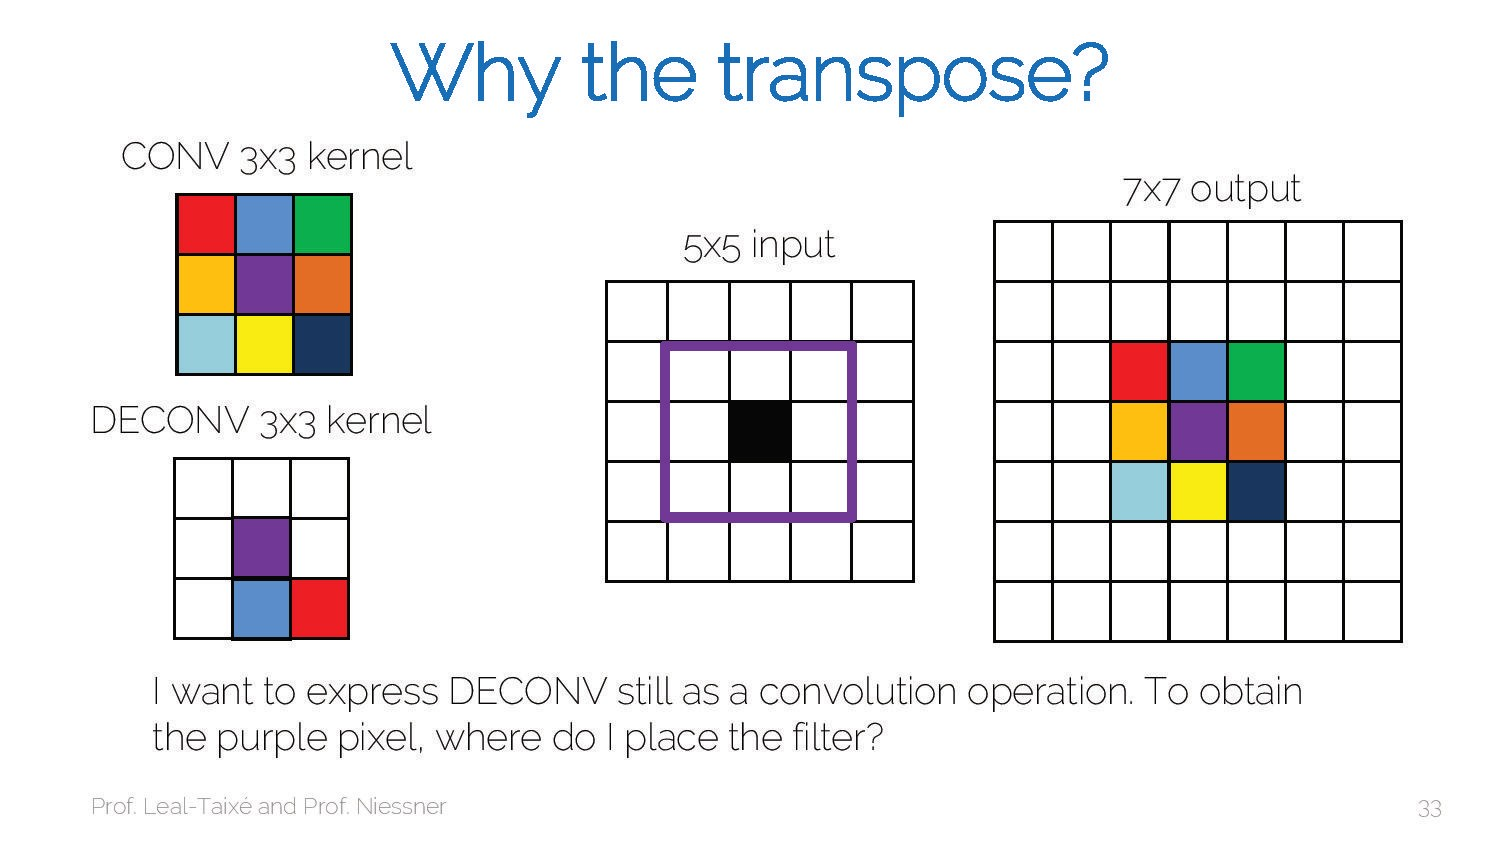 Why the transpose?
CONV 3x3 kernel
7x7 output
5x5 input
DECONV 3x3 kernel
I want to express DECONV still as a convolution operation. To obtain
the purple pixel, where do I place the filter?
Prof. Leal-Taixé and Prof. Niessner
33